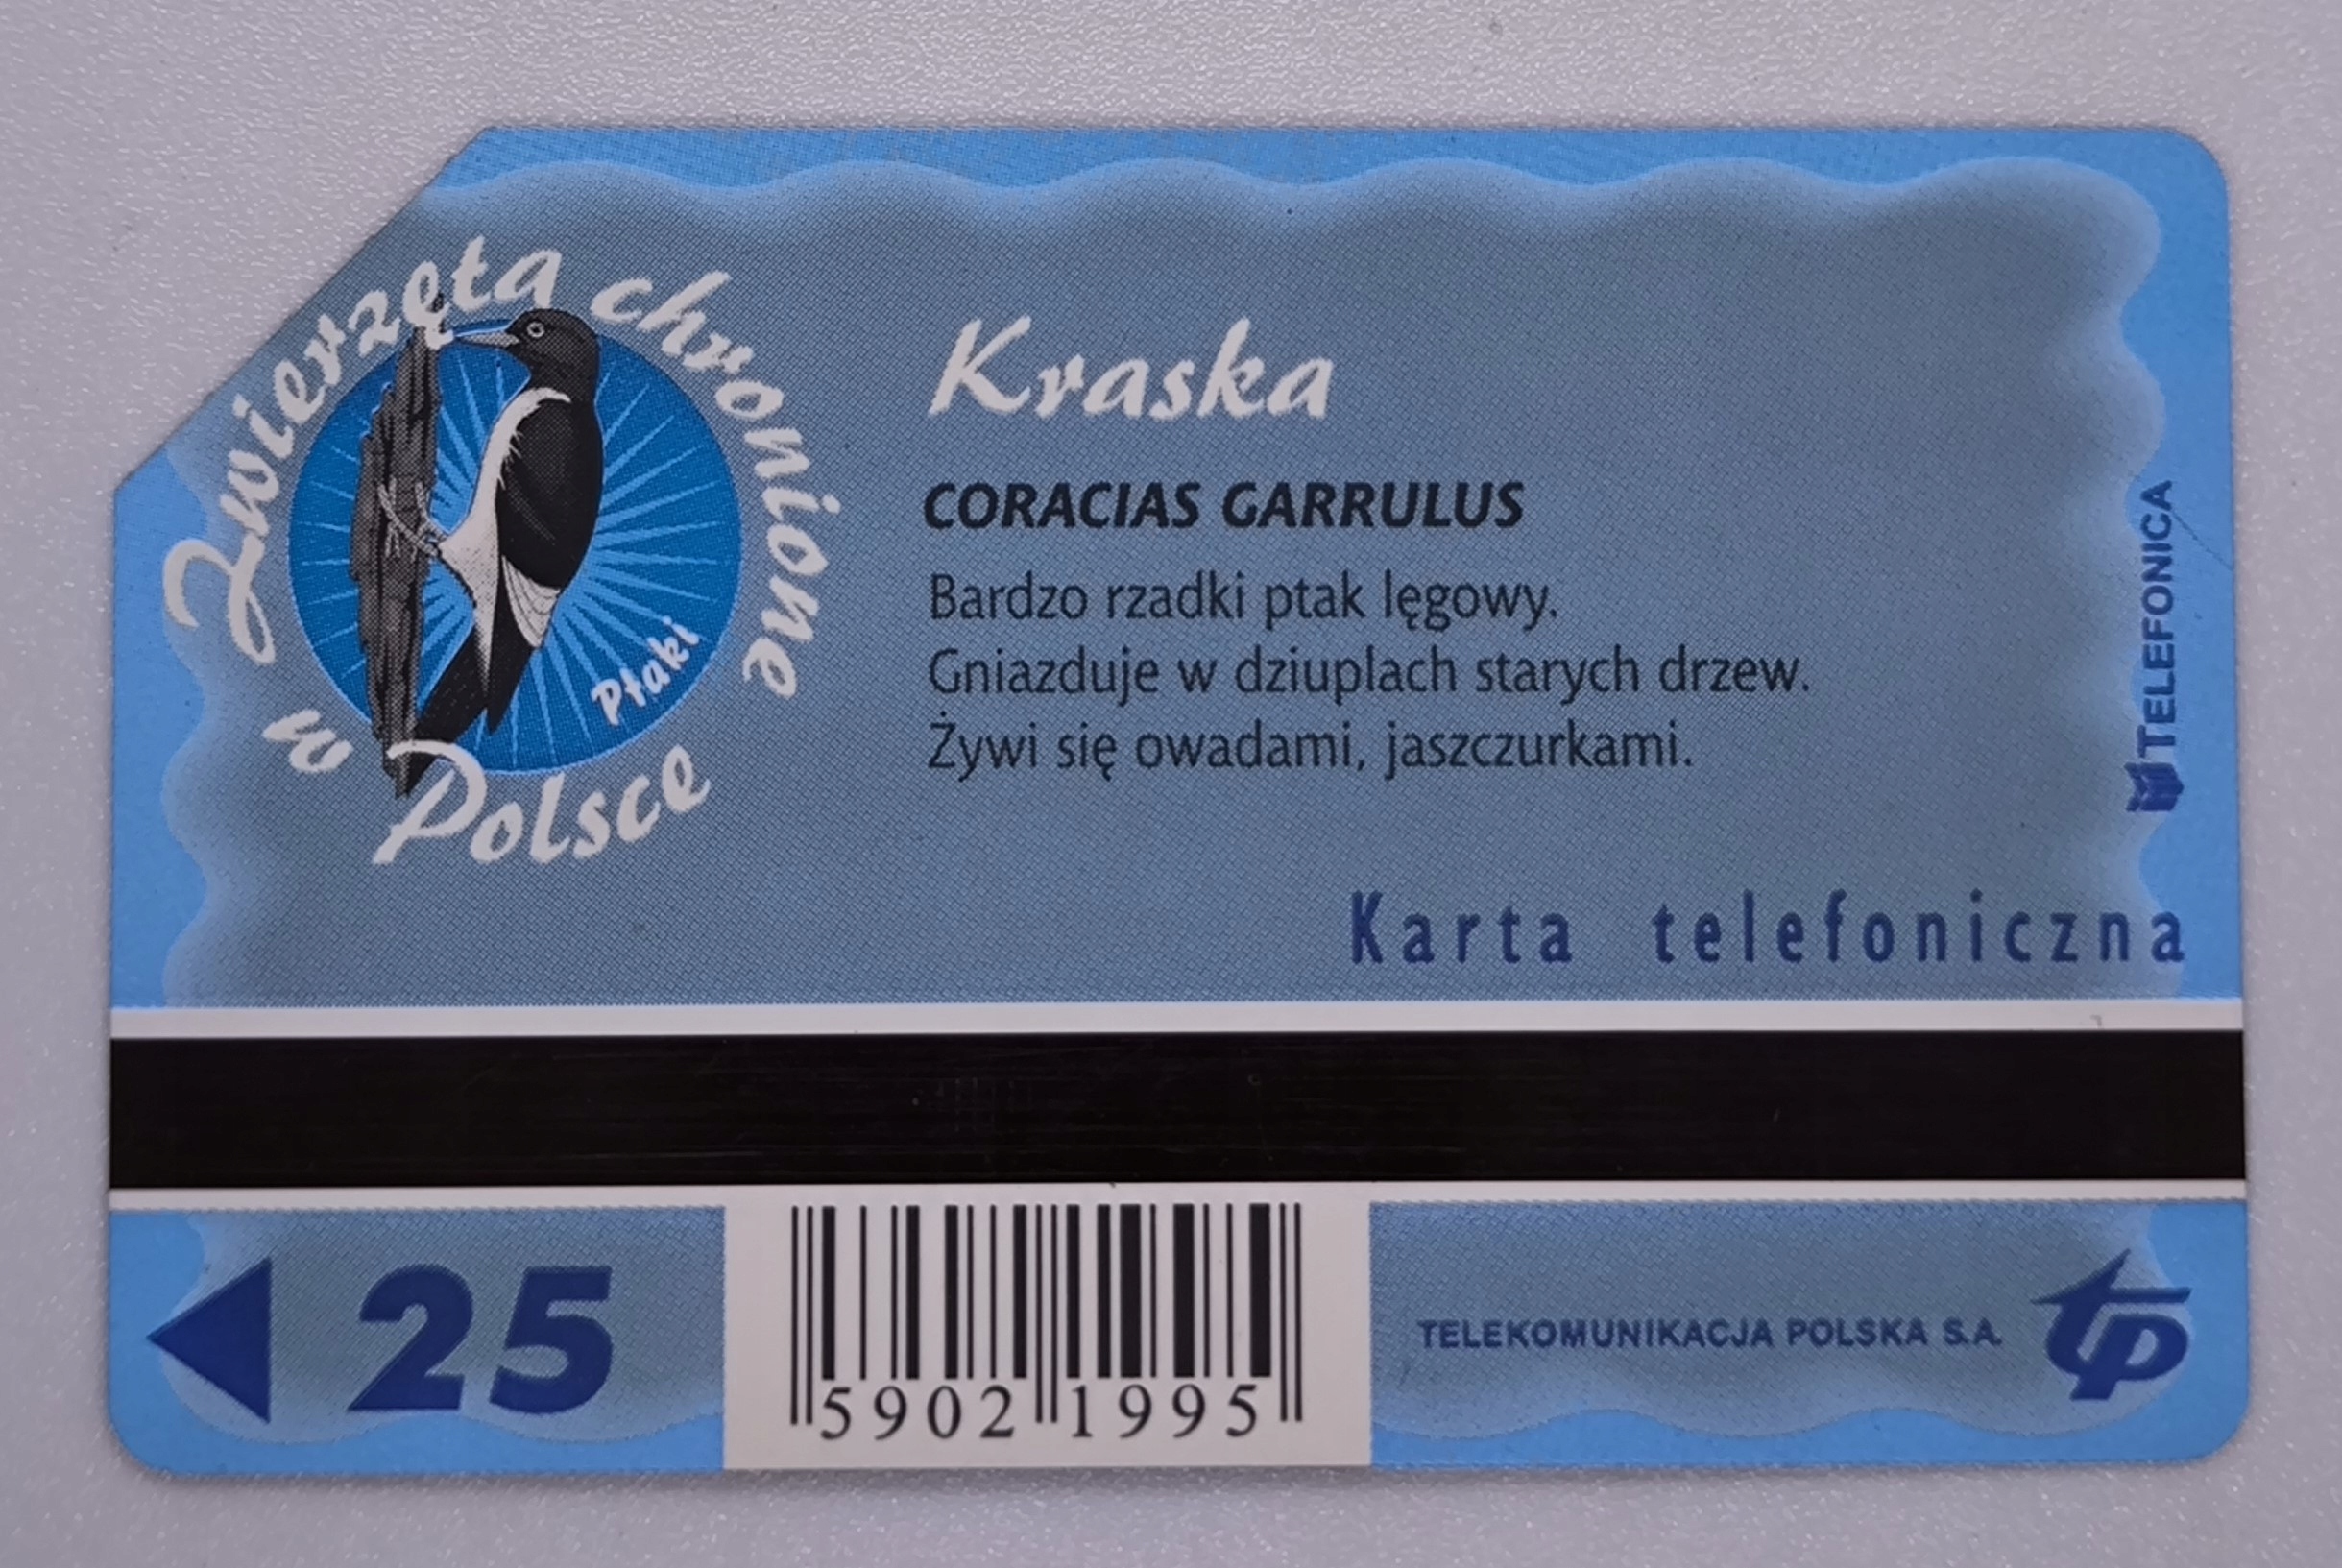 Zwierzęta chronione
w Polsce
Ptaki
Kraska
CORACIAS GARRULUS
Bardzo rzadki ptak lęgowy.
Gniazduje w dziuplach starych drzew.
Żywi się owadami, jaszczurkami.
TELEFONICA
Karta telefoniczna
25
5902 1995
TELEKOMUNIKACJA POLSKA S.A.
tp